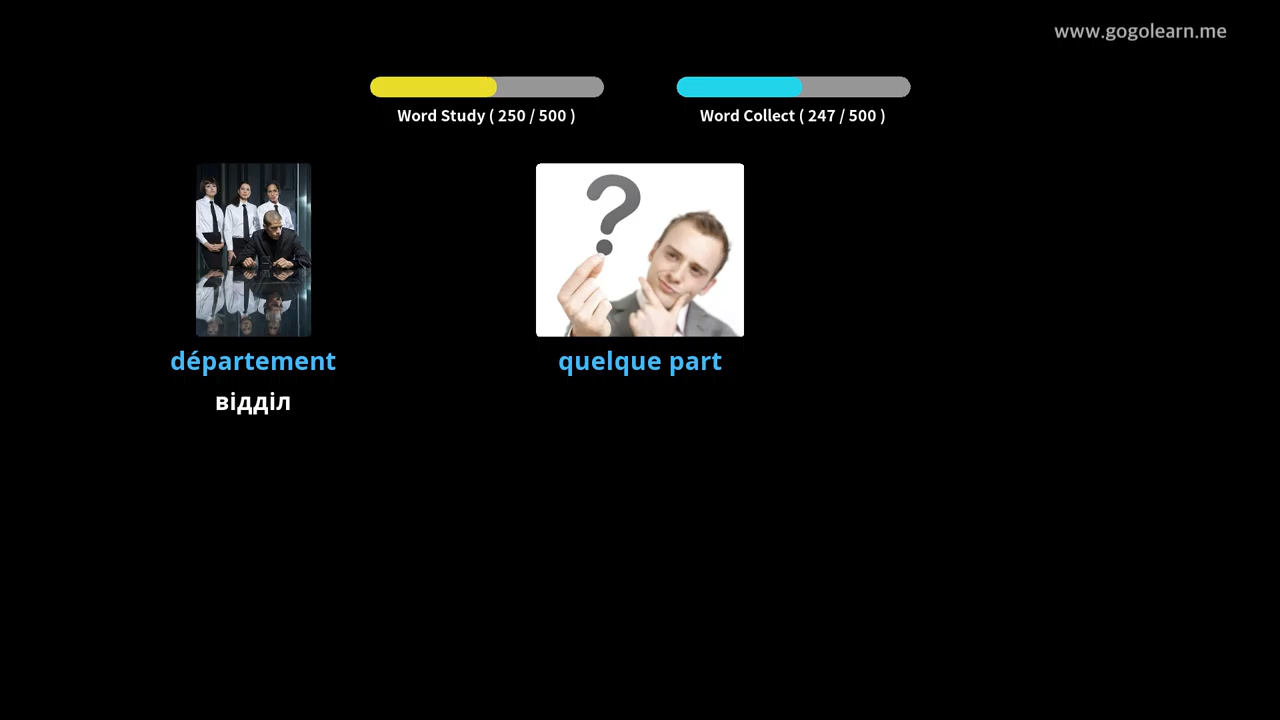 www.gogolearn.me
Word Study ( 250 / 500 )
Word Collect ( 247 / 500 )
département
quelque part
відділ